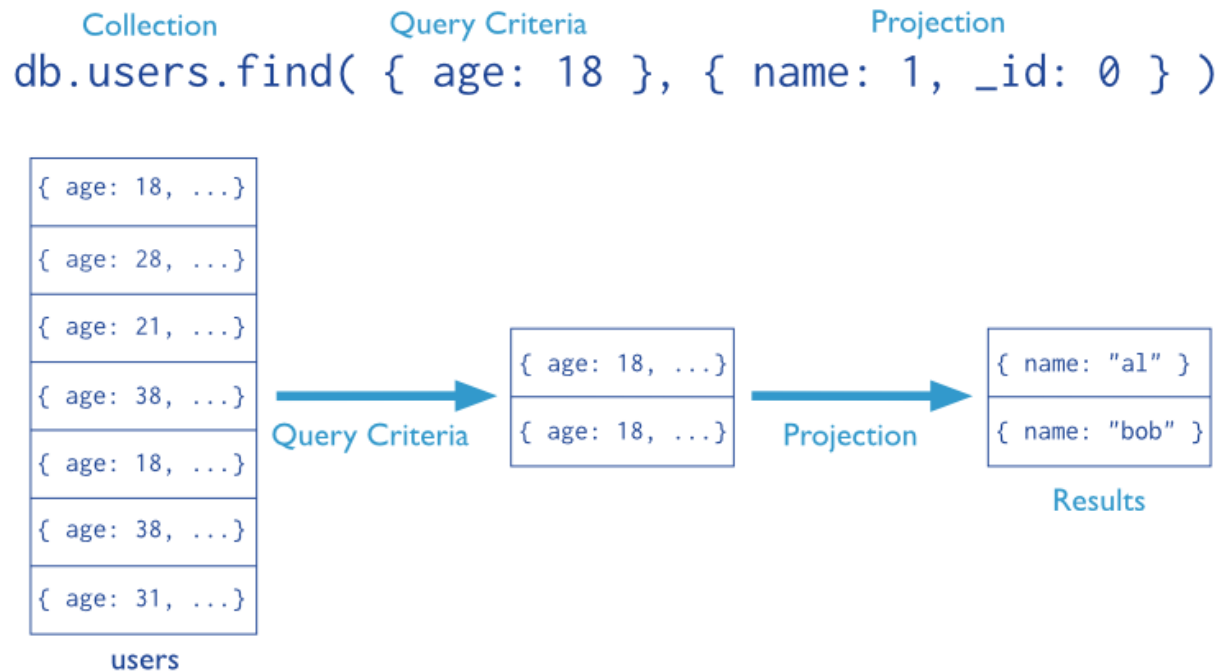 Collection Query Criteria Projection
db.users.find( { age: 18 }, { name: 1, _id: 0 } )
{ age: 18, ...}
{ age: 28, ...}
{ age: 21, ...}
{ age: 38, ...}
{ age: 18, ...}
{ age: 38, ...}
{ age: 31, ...}
users
Query Criteria
{ age: 18, ...}
{ age: 18, ...}
Projection
{ name: "al" }
{ name: "bob" }
Results